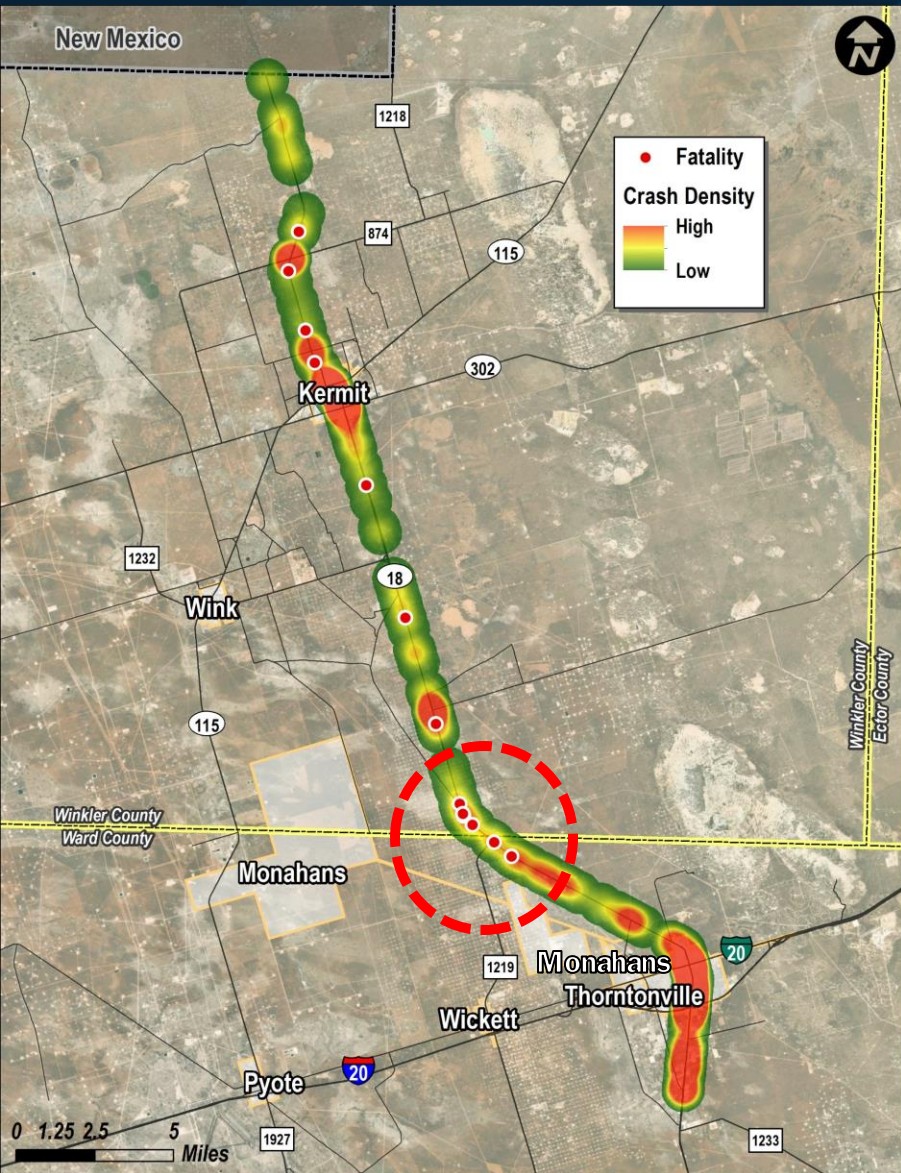 New Mexico
N
1218
Fatality
Crash Density
High
Low
874
115
302
Kermit
1232
18
Wink
Winkler County
Ector County
115
Winkler County
Ward County
Monahans
1219
Monahans
20
Thorntonville
Wickett
20
Pyote
0 1.25 2.5 5
Miles
1927
1233